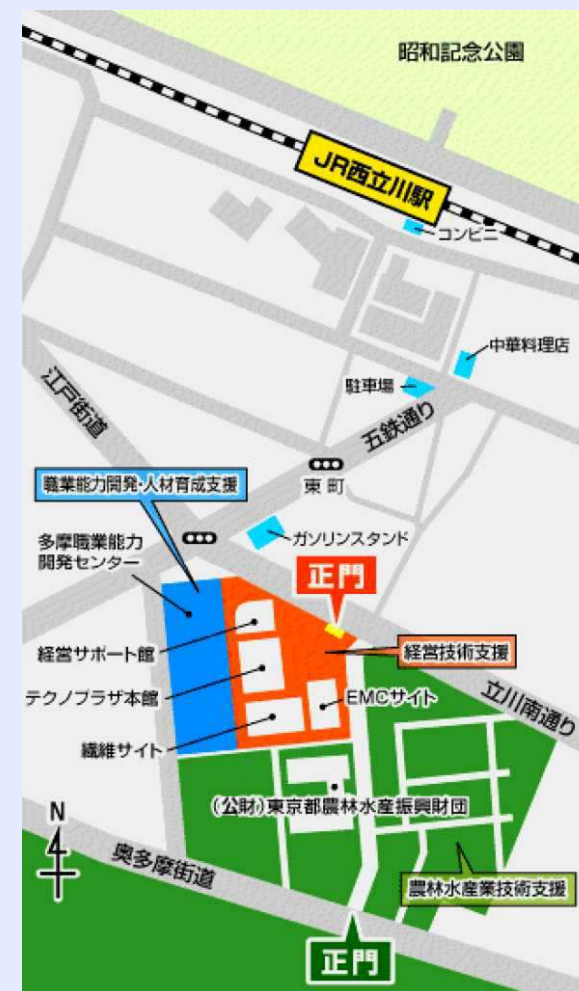 昭和記念公園
JR西立川駅
コンビニ
中華料理店
駐車場
江戸街道
五鉄通り
職業能力開発・人材育成支援
東町
多摩職業能力
開発センター
ガソリンスタンド
正門
経営サポート館
経営技術支援
テクノプラザ本館
EMCサイト
立川南通り
繊維サイト
(公財)東京都農林水産振興財団
N
奥多摩街道
農林水産業技術支援
正門